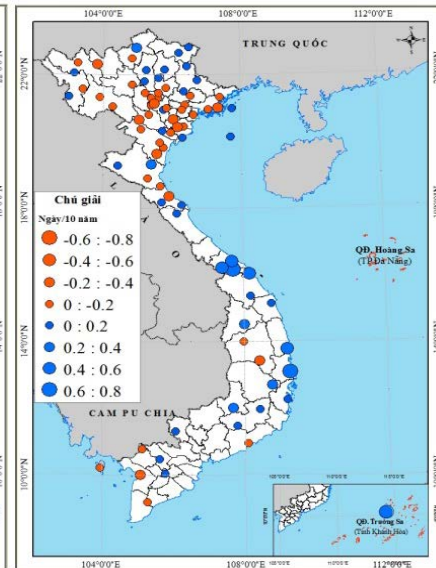 104°0'0"E 108°0'0"E 112°0'0"E
TRUNG QUỐC
22°0'0"N
18°0'0"N
Chú giải
Ngày/10 năm
-0.6 : -0.8
-0.4 : -0.6
-0.2 : -0.4
0 : -0.2
0 : 0.2
0.2 : 0.4
0.4 : 0.6
0.6 : 0.8
L
O
QĐ. Hoàng Sa
(TP.Đà Nẵng)
14°0'0"N
CAM PU CHIA
10°0'0"N
QĐ. Trường Sa
(Tỉnh Khánh Hòa)
104°0'0"E 108°0'0"E 112°0'0"E